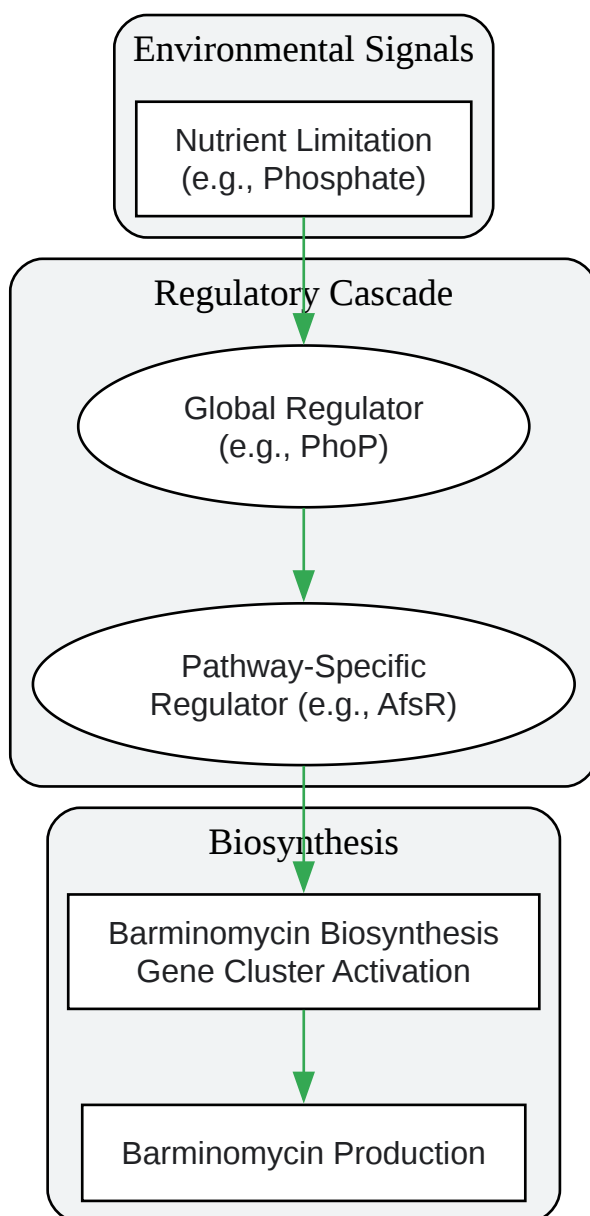 Environmental Signals
Nutrient Limitation
(e.g., Phosphate)
Regulatory Cascade
Global Regulator
(e.g., PhoP)
Pathway-Specific
Regulator (e.g., AfsR)
Biosynthesis
Barminomycin Biosynthesis
Gene Cluster Activation
Barminomycin Production